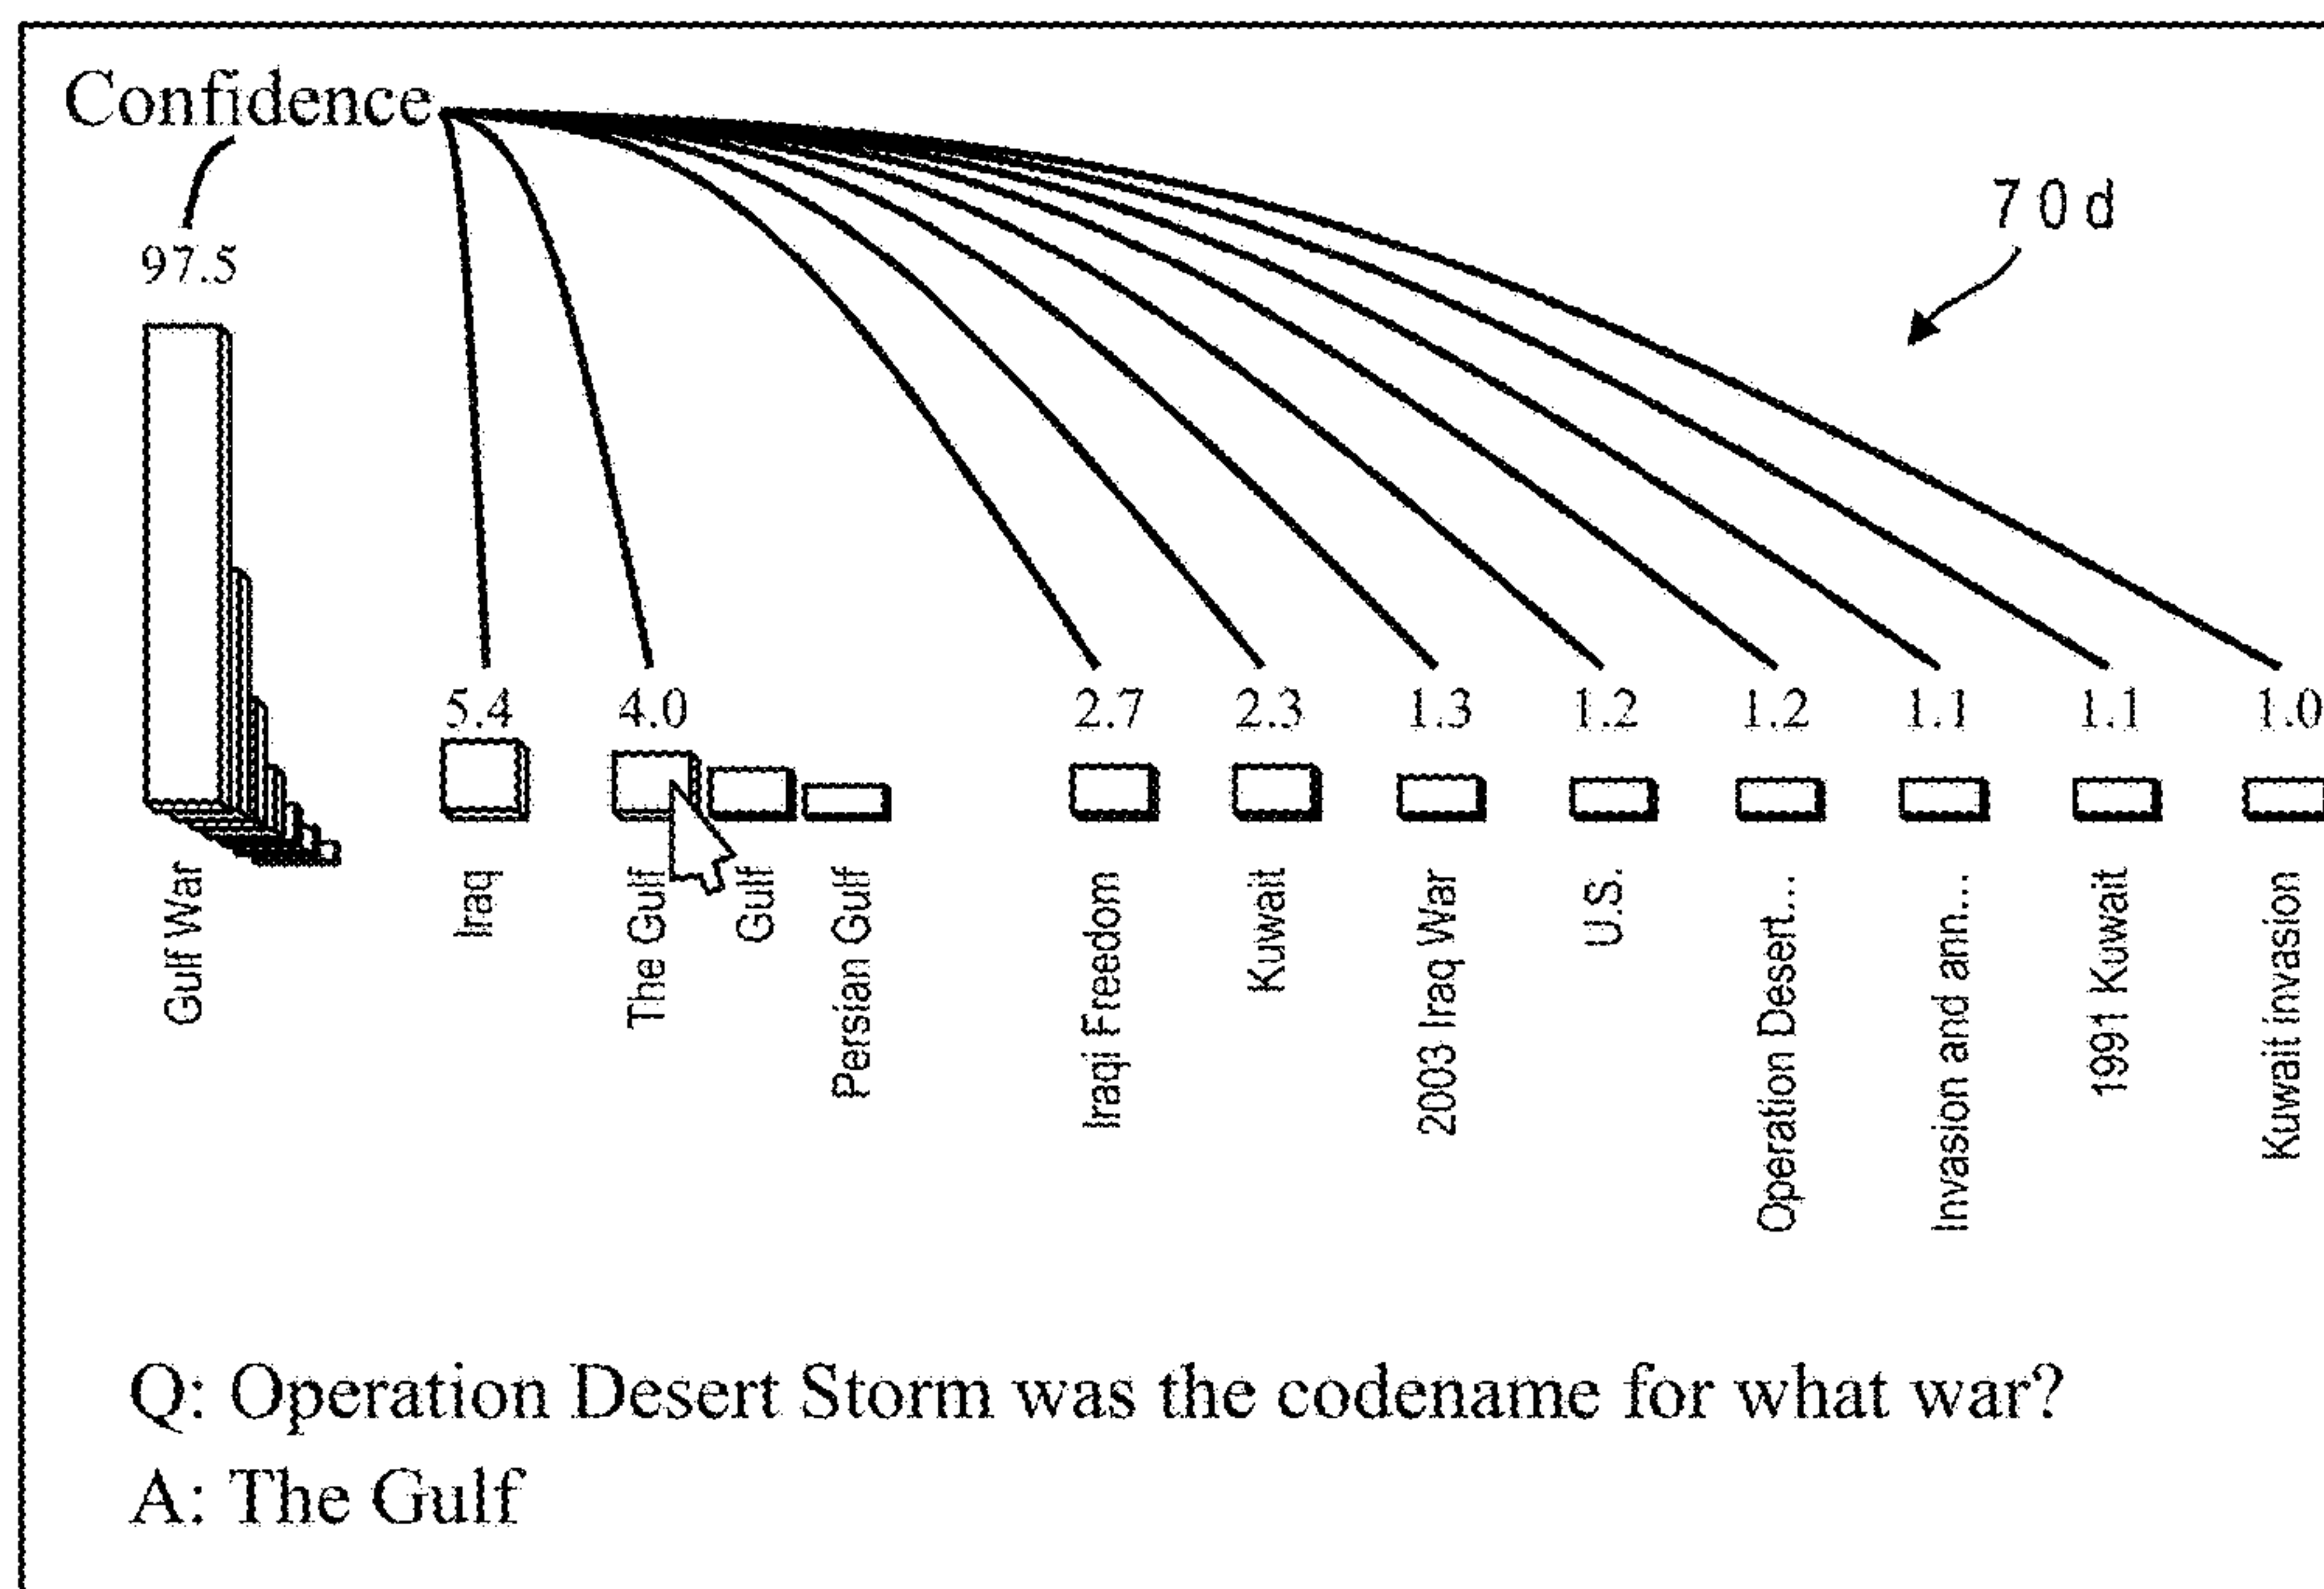 Confidence
70d
97.5
5.4
4.0
2.7
2.3
1.3
1.2
1.2
1.1
1.1
1.0
Gulf War
Iraq
The Gulf
Gulf
Persian Gulf
Iraqi Freedom
Kuwait
2003 Iraq War
U.S.
Operation Desert...
Invasion and ann...
1991 Kuwait
Kuwait invasion
Q: Operation Desert Storm was the codename for what war?
A: The Gulf